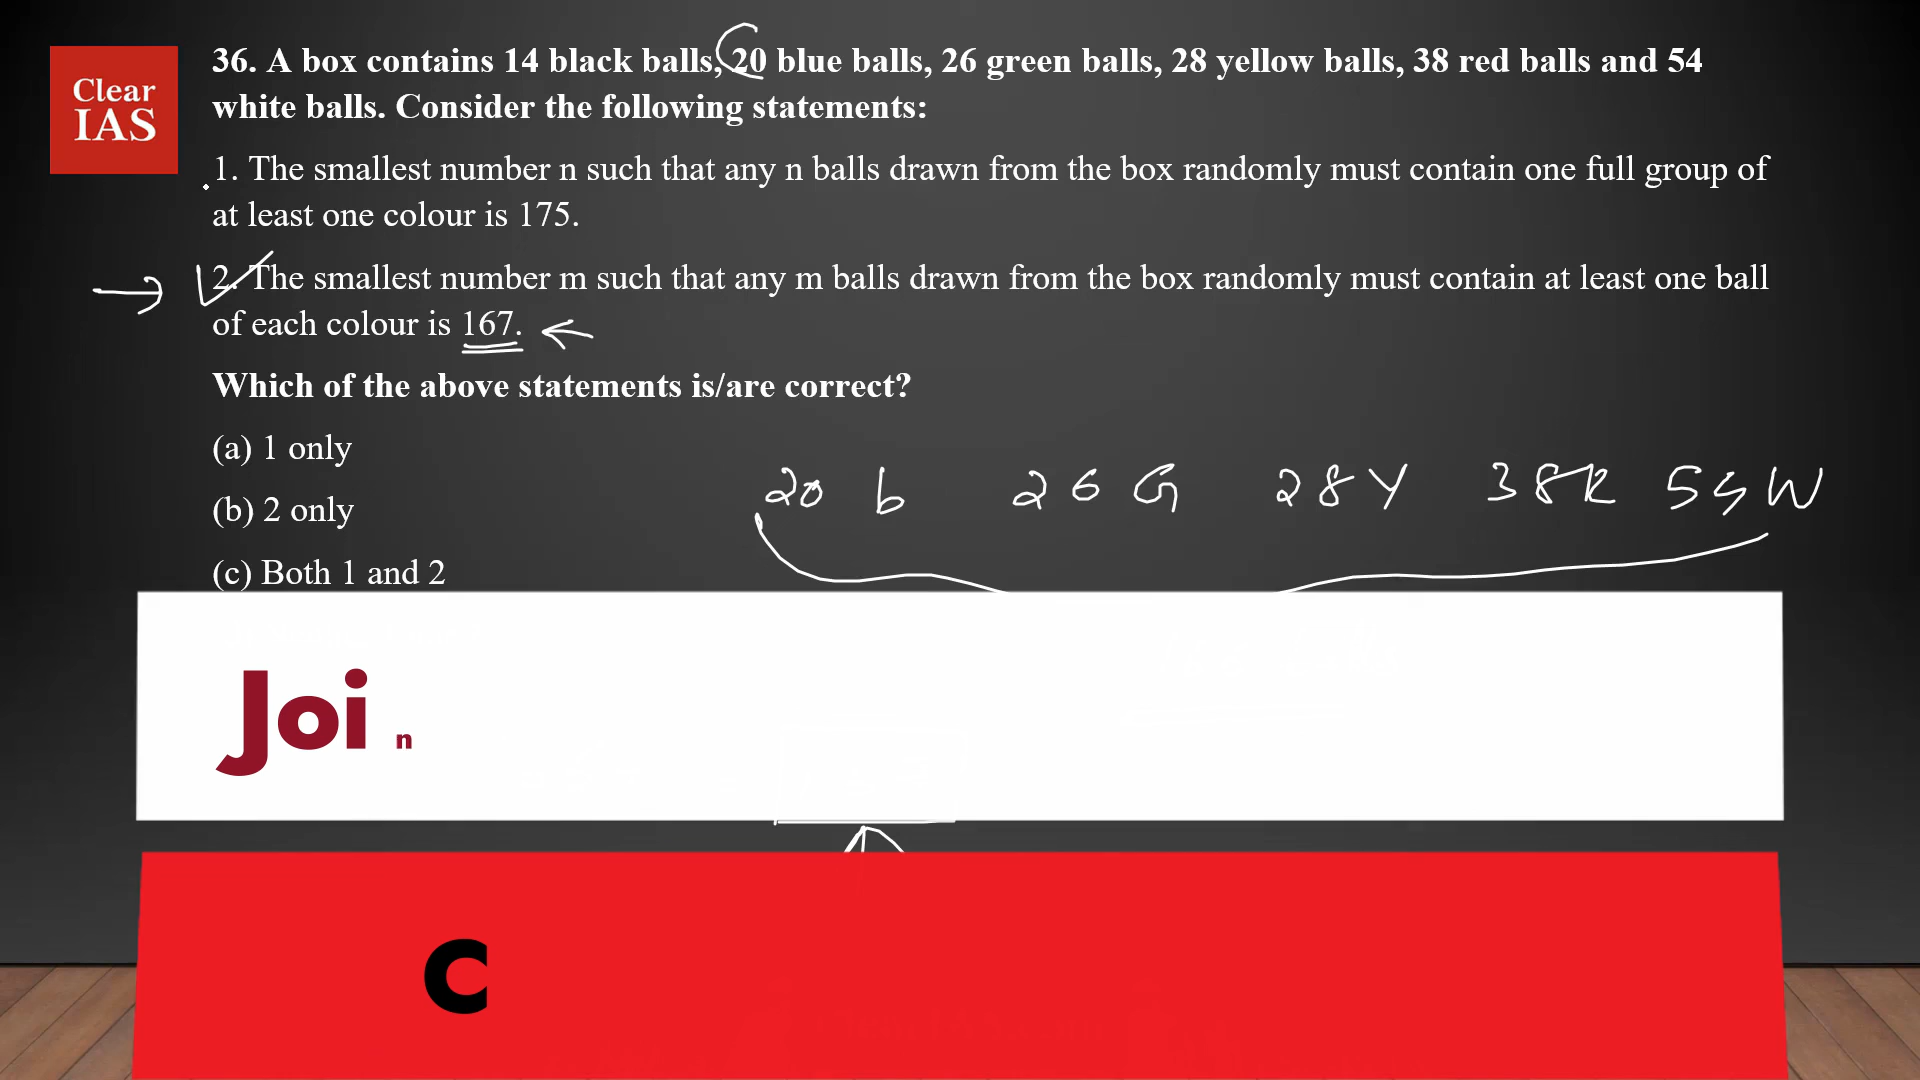 Clear
IAS
36. A box contains 14 black balls, 20 blue balls, 26 green balls, 28 yellow balls, 38 red balls and 54
white balls. Consider the following statements:
1. The smallest number n such that any n balls drawn from the box randomly must contain one full group of
at least one colour is 175.
2. The smallest number m such that any m balls drawn from the box randomly must contain at least one ball
of each colour is 167.
Which of the above statements is/are correct?
(a) 1 only
(b) 2 only
20 b 26 G 28 Y 38 R 54 W
(c) Both 1 and 2
Joi n
C